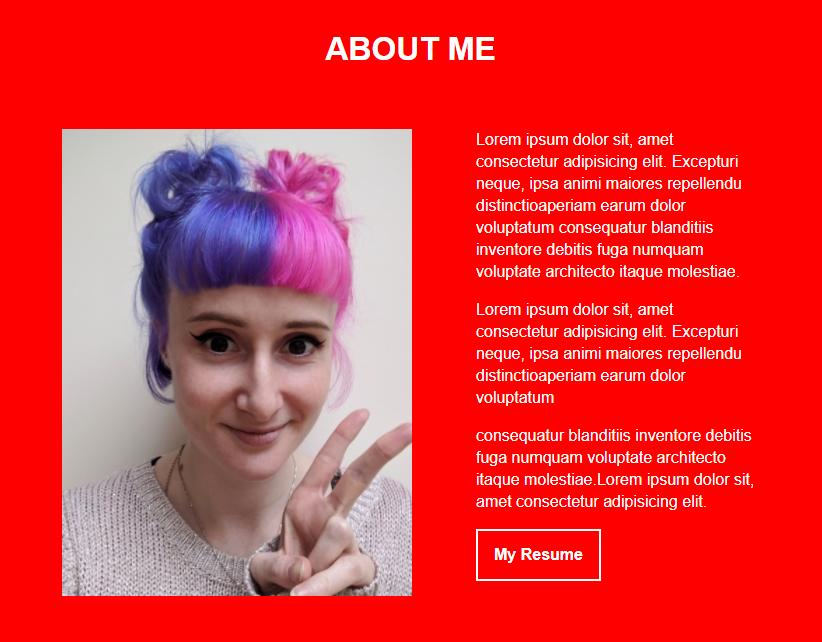 ABOUT ME
Lorem ipsum dolor sit, amet
consectetur adipisicing elit. Excepturi
neque, ipsa animi maiores repellendu
distinctioaperiam earum dolor
voluptatum consequatur blanditiis
inventore debitis fuga numquam
voluptate architecto itaque molestiae.
Lorem ipsum dolor sit, amet
consectetur adipisicing elit. Excepturi
neque, ipsa animi maiores repellendu
distinctioaperiam earum dolor
voluptatum
consequatur blanditiis inventore debitis
fuga numquam voluptate architecto
itaque molestiae.Lorem ipsum dolor sit,
amet consectetur adipisicing elit.
My Resume